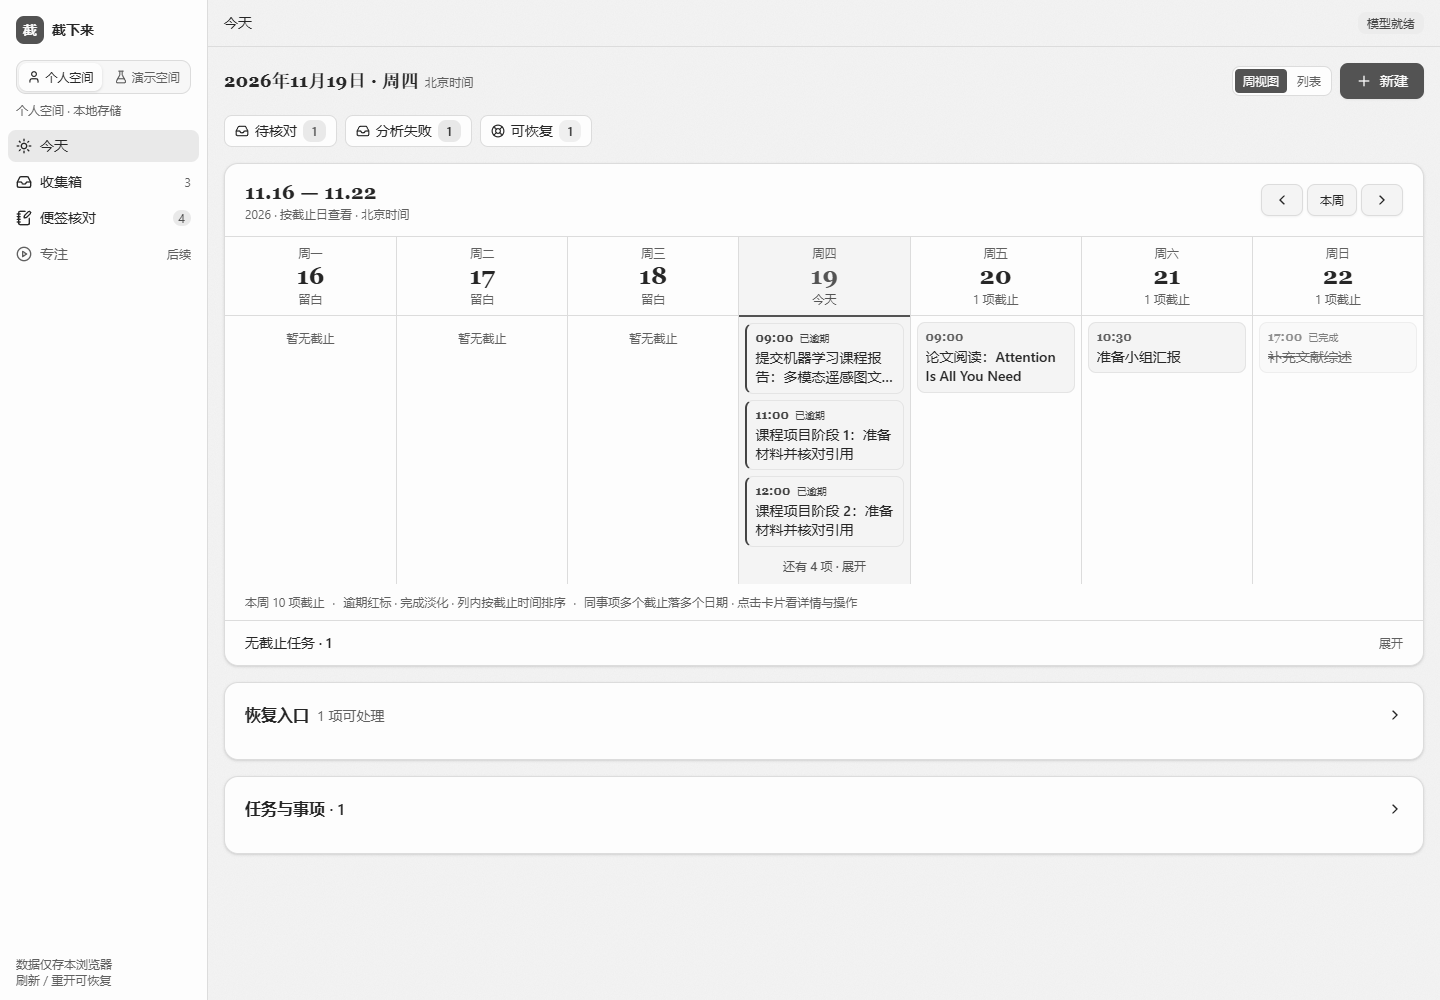 截 截下来
个人空间 演示空间
个人空间 · 本地存储
今天
收集箱 3
便签核对 4
专注 后续
数据仅存本浏览器
刷新 / 重开可恢复
今天 模型就绪
2026年11月19日 · 周四 北京时间 周视图 列表 新建
待核对 1 分析失败 1 可恢复 1
11.16 — 11.22
2026 · 按截止日查看 · 北京时间
本周
周一 周二 周三 周四 周五 周六 周日
16 17 18 19 20 21 22
留白 留白 留白 今天 1 项截止 1 项截止 1 项截止
暂无截止
暂无截止
暂无截止
09:00 已逾期
提交机器学习课程报
告：多模态遥感图文...
11:00 已逾期
课程项目阶段 1：准备
材料并核对引用
12:00 已逾期
课程项目阶段 2：准备
材料并核对引用
还有 4 项 · 展开
09:00
论文阅读：Attention
Is All You Need
10:30
准备小组汇报
17:00 已完成
补充文献综述
本周 10 项截止 · 逾期红标 · 完成淡化 · 列内按截止时间排序 · 同事项多个截止落多个日期 · 点击卡片看详情与操作
无截止任务 · 1 展开
恢复入口 1 项可处理
任务与事项 · 1